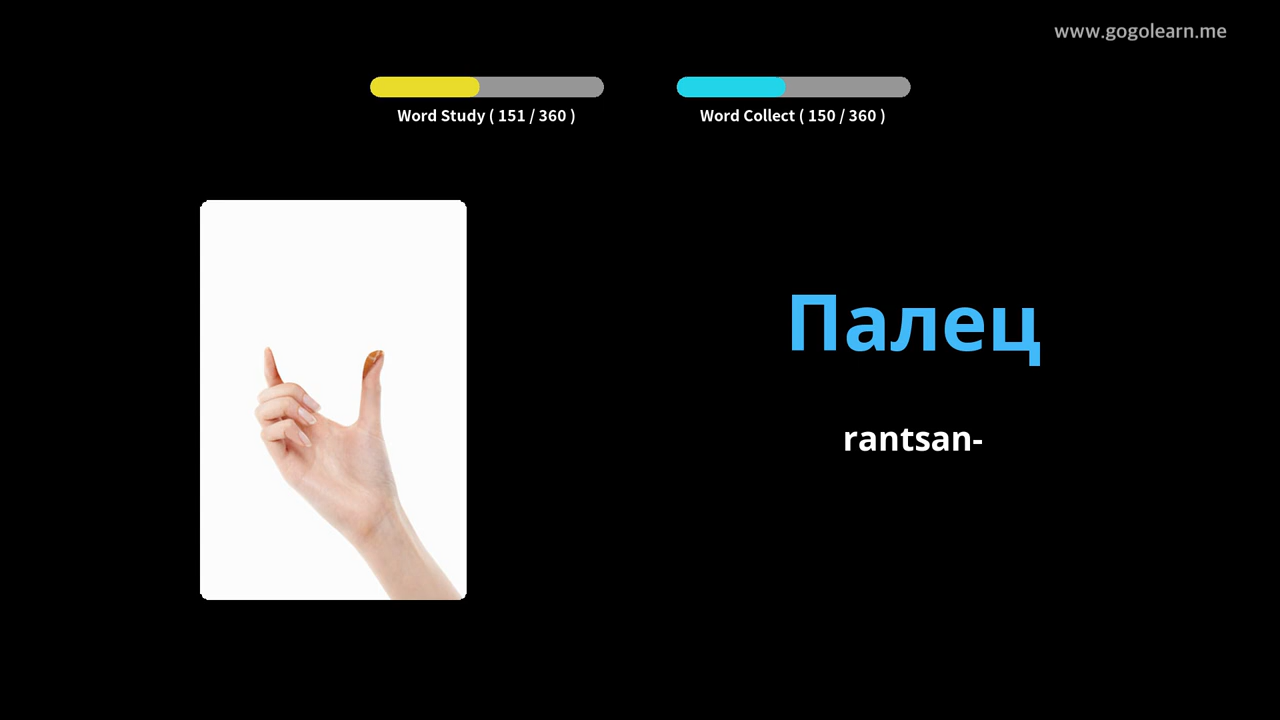 www.gogolearn.me
Word Study ( 151 / 360 )
Word Collect ( 150 / 360 )
Палец
rantsan-